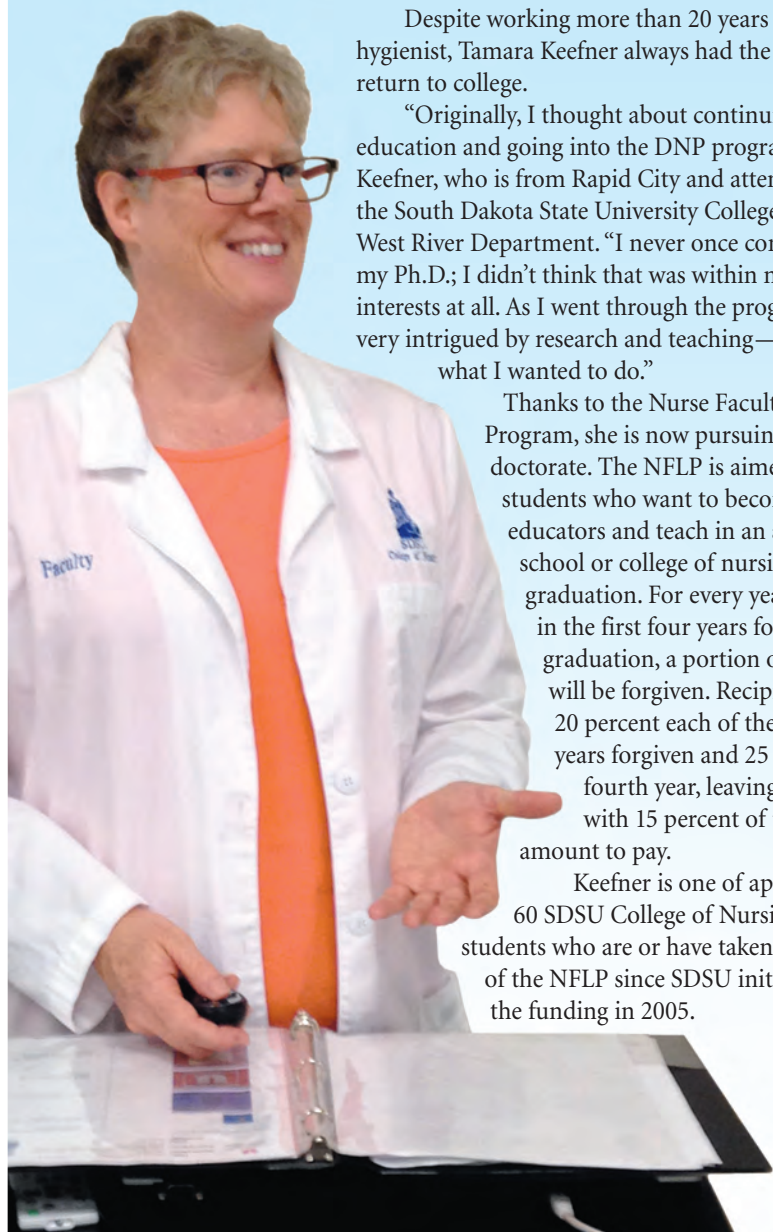 Despite working more than 20 years
hygienist, Tamara Keefner always had the
return to college.
“Originally, I thought about continu
education and going into the DNP progra
Keefner, who is from Rapid City and atten
the South Dakota State University College
West River Department. “I never once con
my Ph.D.; I didn’t think that was within m
interests at all. As I went through the prog
very intrigued by research and teaching—
what I wanted to do.”
Thanks to the Nurse Facult
Program, she is now pursuin
doctorate. The NFLP is aime
students who want to becor
educators and teach in an a
school or college of nursi
graduation. For every yea
in the first four years fo
graduation, a portion o
will be forgiven. Recip
20 percent each of the
years forgiven and 25
fourth year, leaving
with 15 percent of
amount to pay.
Keefner is one of ap
60 SDSU College of Nursi
students who are or have taken
of the NFLP since SDSU init
the funding in 2005.
Faculty
SDSU